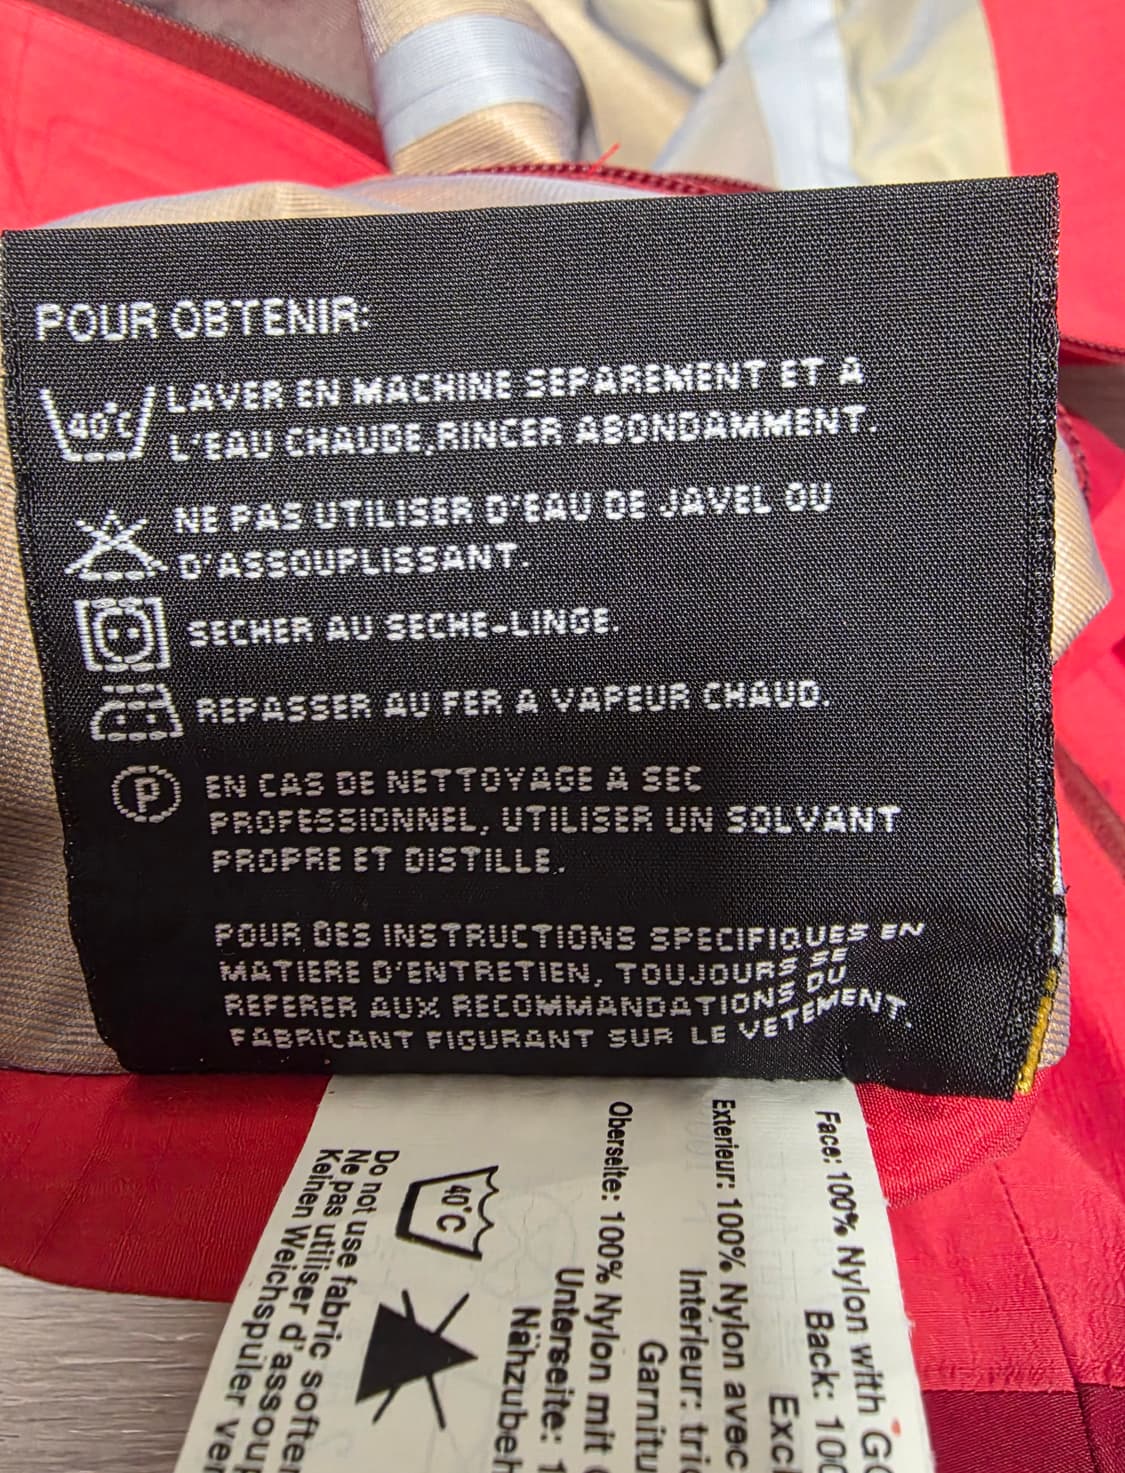 POUR OBTENIR:
40°c
LAVER EN MACHINE SEPAREMENT ET A
L'EAU CHAUDE,RINCER ABONDAMMENT.
NE PAS UTILISER D'EAU DE JAVEL OU
D'ASSOUPLISSANT.
SECHER AU SECHE-LINGE.
REPASSER AU FER A VAPEUR CHAUD.
P
EN CAS DE NETTOYAGE A SEC
PROFESSIONNEL, UTILISER UN SOLVANT
PROPRE ET DISTILLE.
POUR DES INSTRUCTIONS SPECIFIQUES EN
MATIERE D'ENTRETIEN, TOUJOURS SE
REFERER AUX RECOMMANDATIONS DU
FABRICANT FIGURANT SUR LE VETEMENT.
Face: 100% Nylon with
Back:
Exterieur: 100% Nylon avec
Interieur:
Oberseite: 100% Nylon mit
Unterseite:
40°C
Do not use fabric
Ne pas utiliser
Keinen